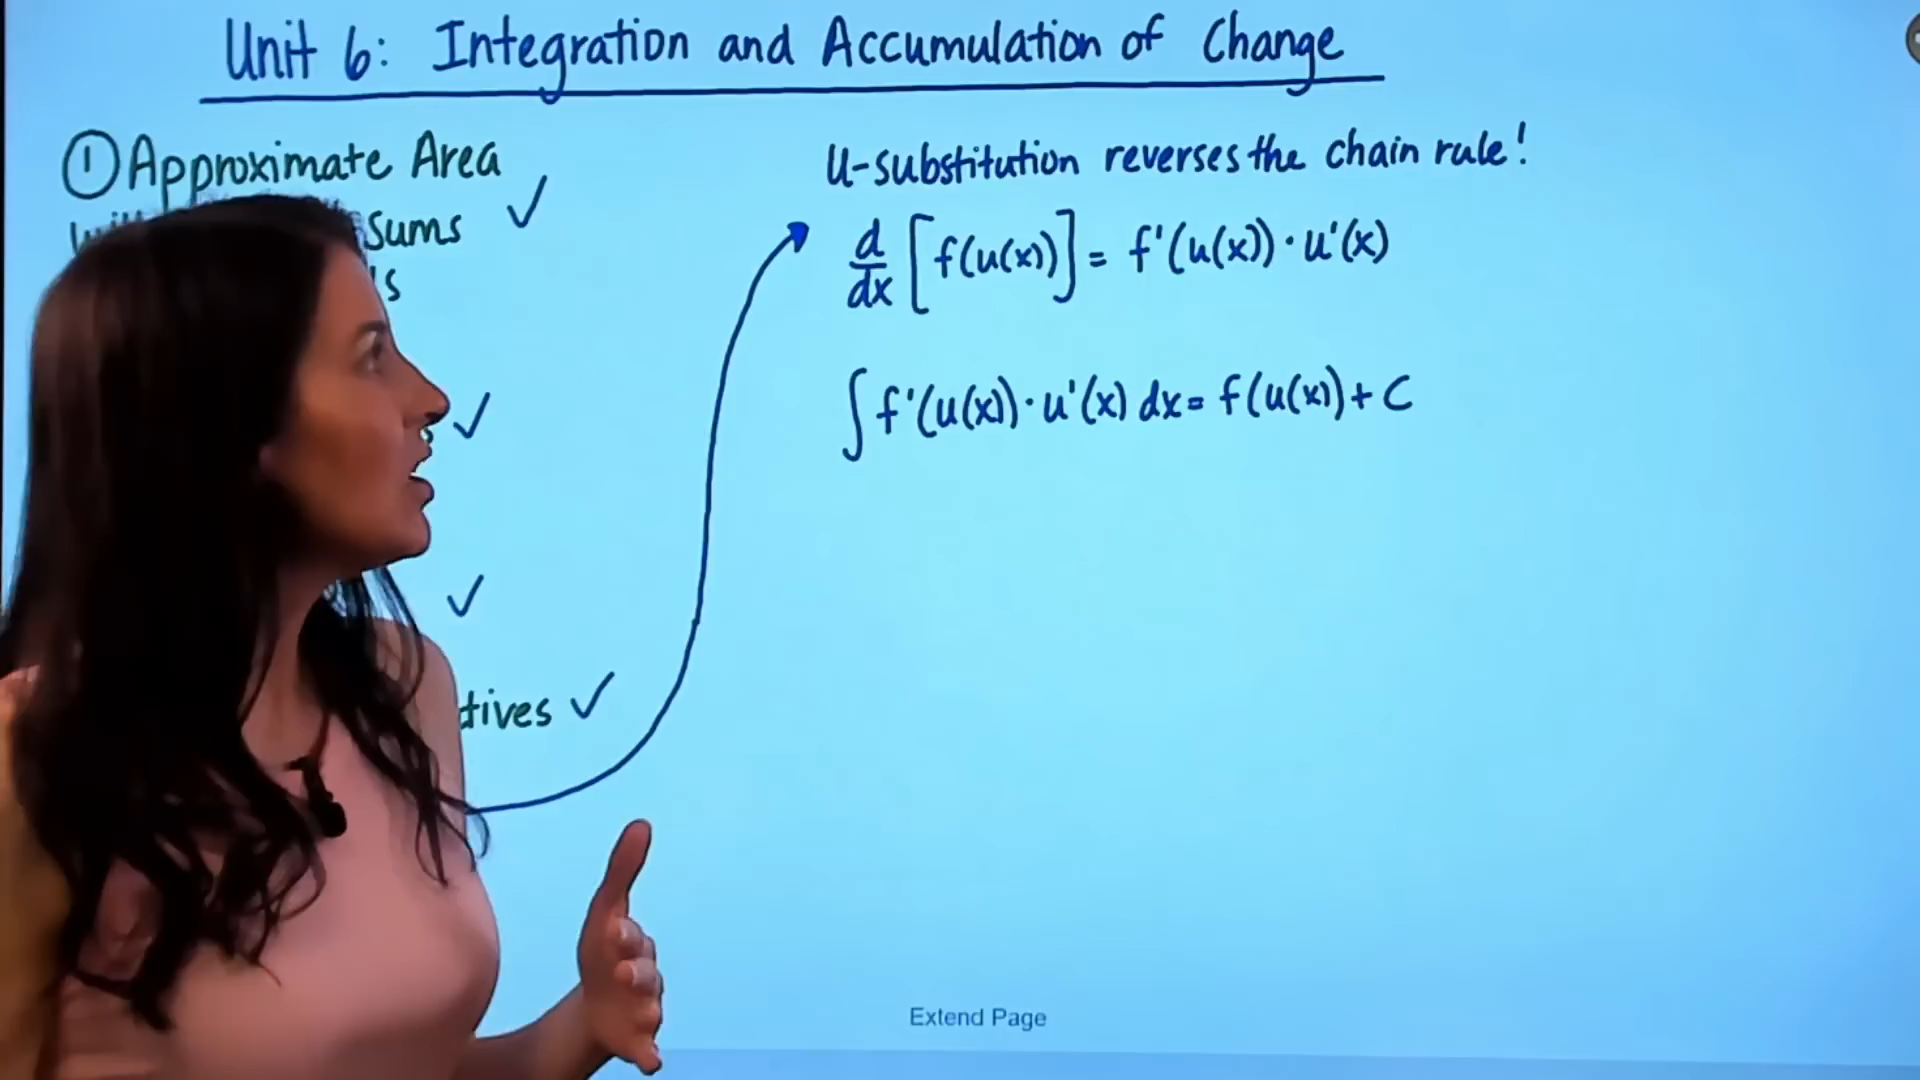 Unit 6: Integration and Accumulation of Change
① Approximate Area
Sums ✓
✓
✓
tives ✓
U-substitution reverses the chain rule!
d/dx [f(u(x))] = f'(u(x)) · u'(x)
∫ f'(u(x)) · u'(x) dx = f(u(x)) + C
Extend Page